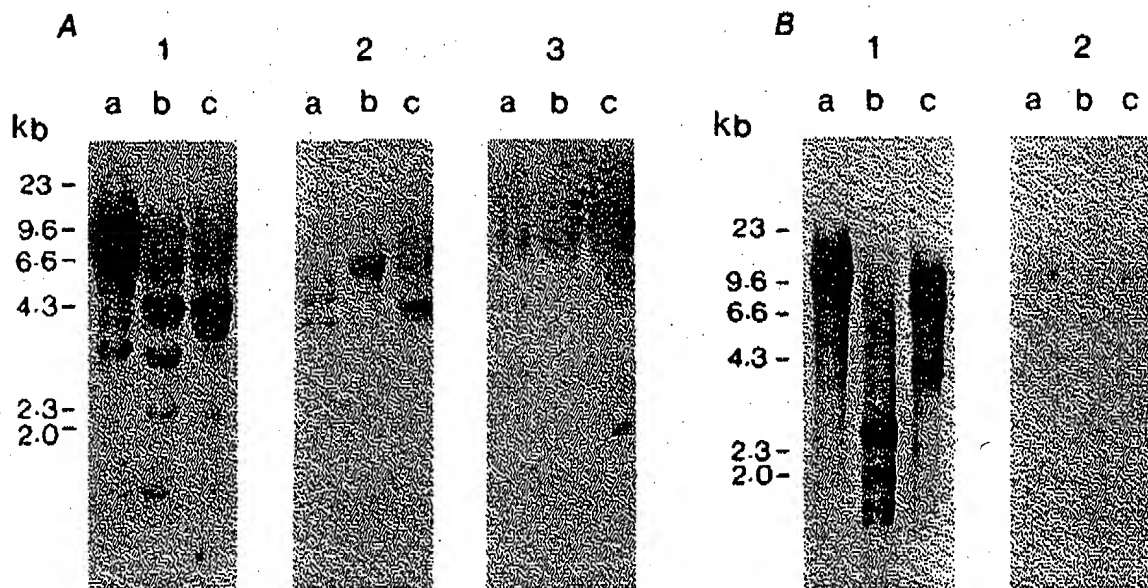 A
1 2 3
a b c a b c a b c
kb
23 -
9.6 -
6.6 -
4.3 -
2.3 -
2.0 -
B
1 2
a b c a b c
kb
23 -
9.6 -
6.6 -
4.3 -
2.3 -
2.0 -